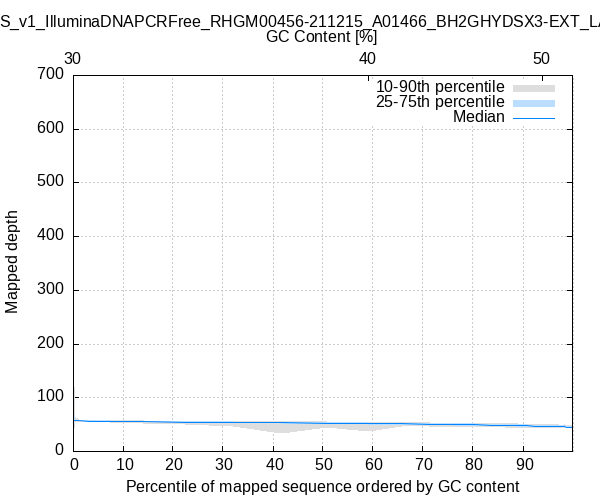 S_v1_IlluminaDNAPCRFree_RHGM00456-211215_A01466_BH2GHYDSX3-EXT_LA
GC Content [%]
30 40 50
700
10-90th percentile
25-75th percentile
Median
600
500
400
300
200
100
0
Mapped depth
0 10 20 30 40 50 60 70 80 90
Percentile of mapped sequence ordered by GC content